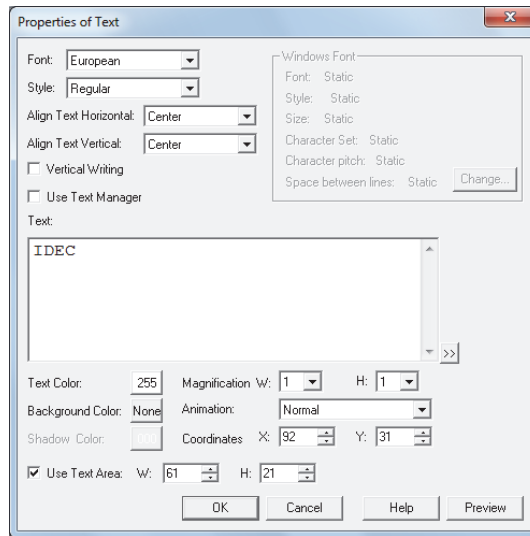 Properties of Text
Font: European
Style: Regular
Align Text Horizontal: Center
Align Text Vertical: Center
Vertical Writing
Use Text Manager
Windows Font
Font: Static
Style: Static
Size: Static
Character Set: Static
Character pitch: Static
Space between lines: Static Change...
Text:
IDEC
>>
Text Color: 255 Magnification W: 1 H: 1
Background Color: None Animation: Normal
Shadow Color: 000 Coordinates X: 92 Y: 31
Use Text Area: W: 61 H: 21
OK Cancel Help Preview